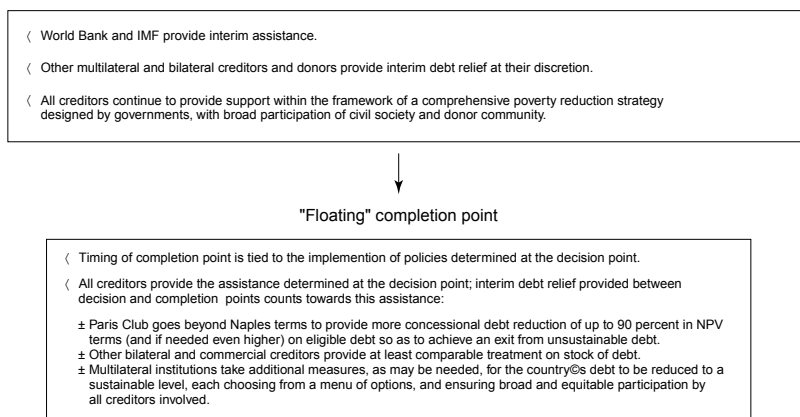 〈 World Bank and IMF provide interim assistance.
〈 Other multilateral and bilateral creditors and donors provide interim debt relief at their discretion.
〈 All creditors continue to provide support within the framework of a comprehensive poverty reduction strategy
designed by governments, with broad participation of civil society and donor community.
"Floating" completion point
〈 Timing of completion point is tied to the implemention of policies determined at the decision point.
〈 All creditors provide the assistance determined at the decision point; interim debt relief provided between
decision and completion points counts towards this assistance:
± Paris Club goes beyond Naples terms to provide more concessional debt reduction of up to 90 percent in NPV
terms (and if needed even higher) on eligible debt so as to achieve an exit from unsustainable debt.
± Other bilateral and commercial creditors provide at least comparable treatment on stock of debt.
± Multilateral institutions take additional measures, as may be needed, for the country©s debt to be reduced to a
sustainable level, each choosing from a menu of options, and ensuring broad and equitable participation by
all creditors involved.